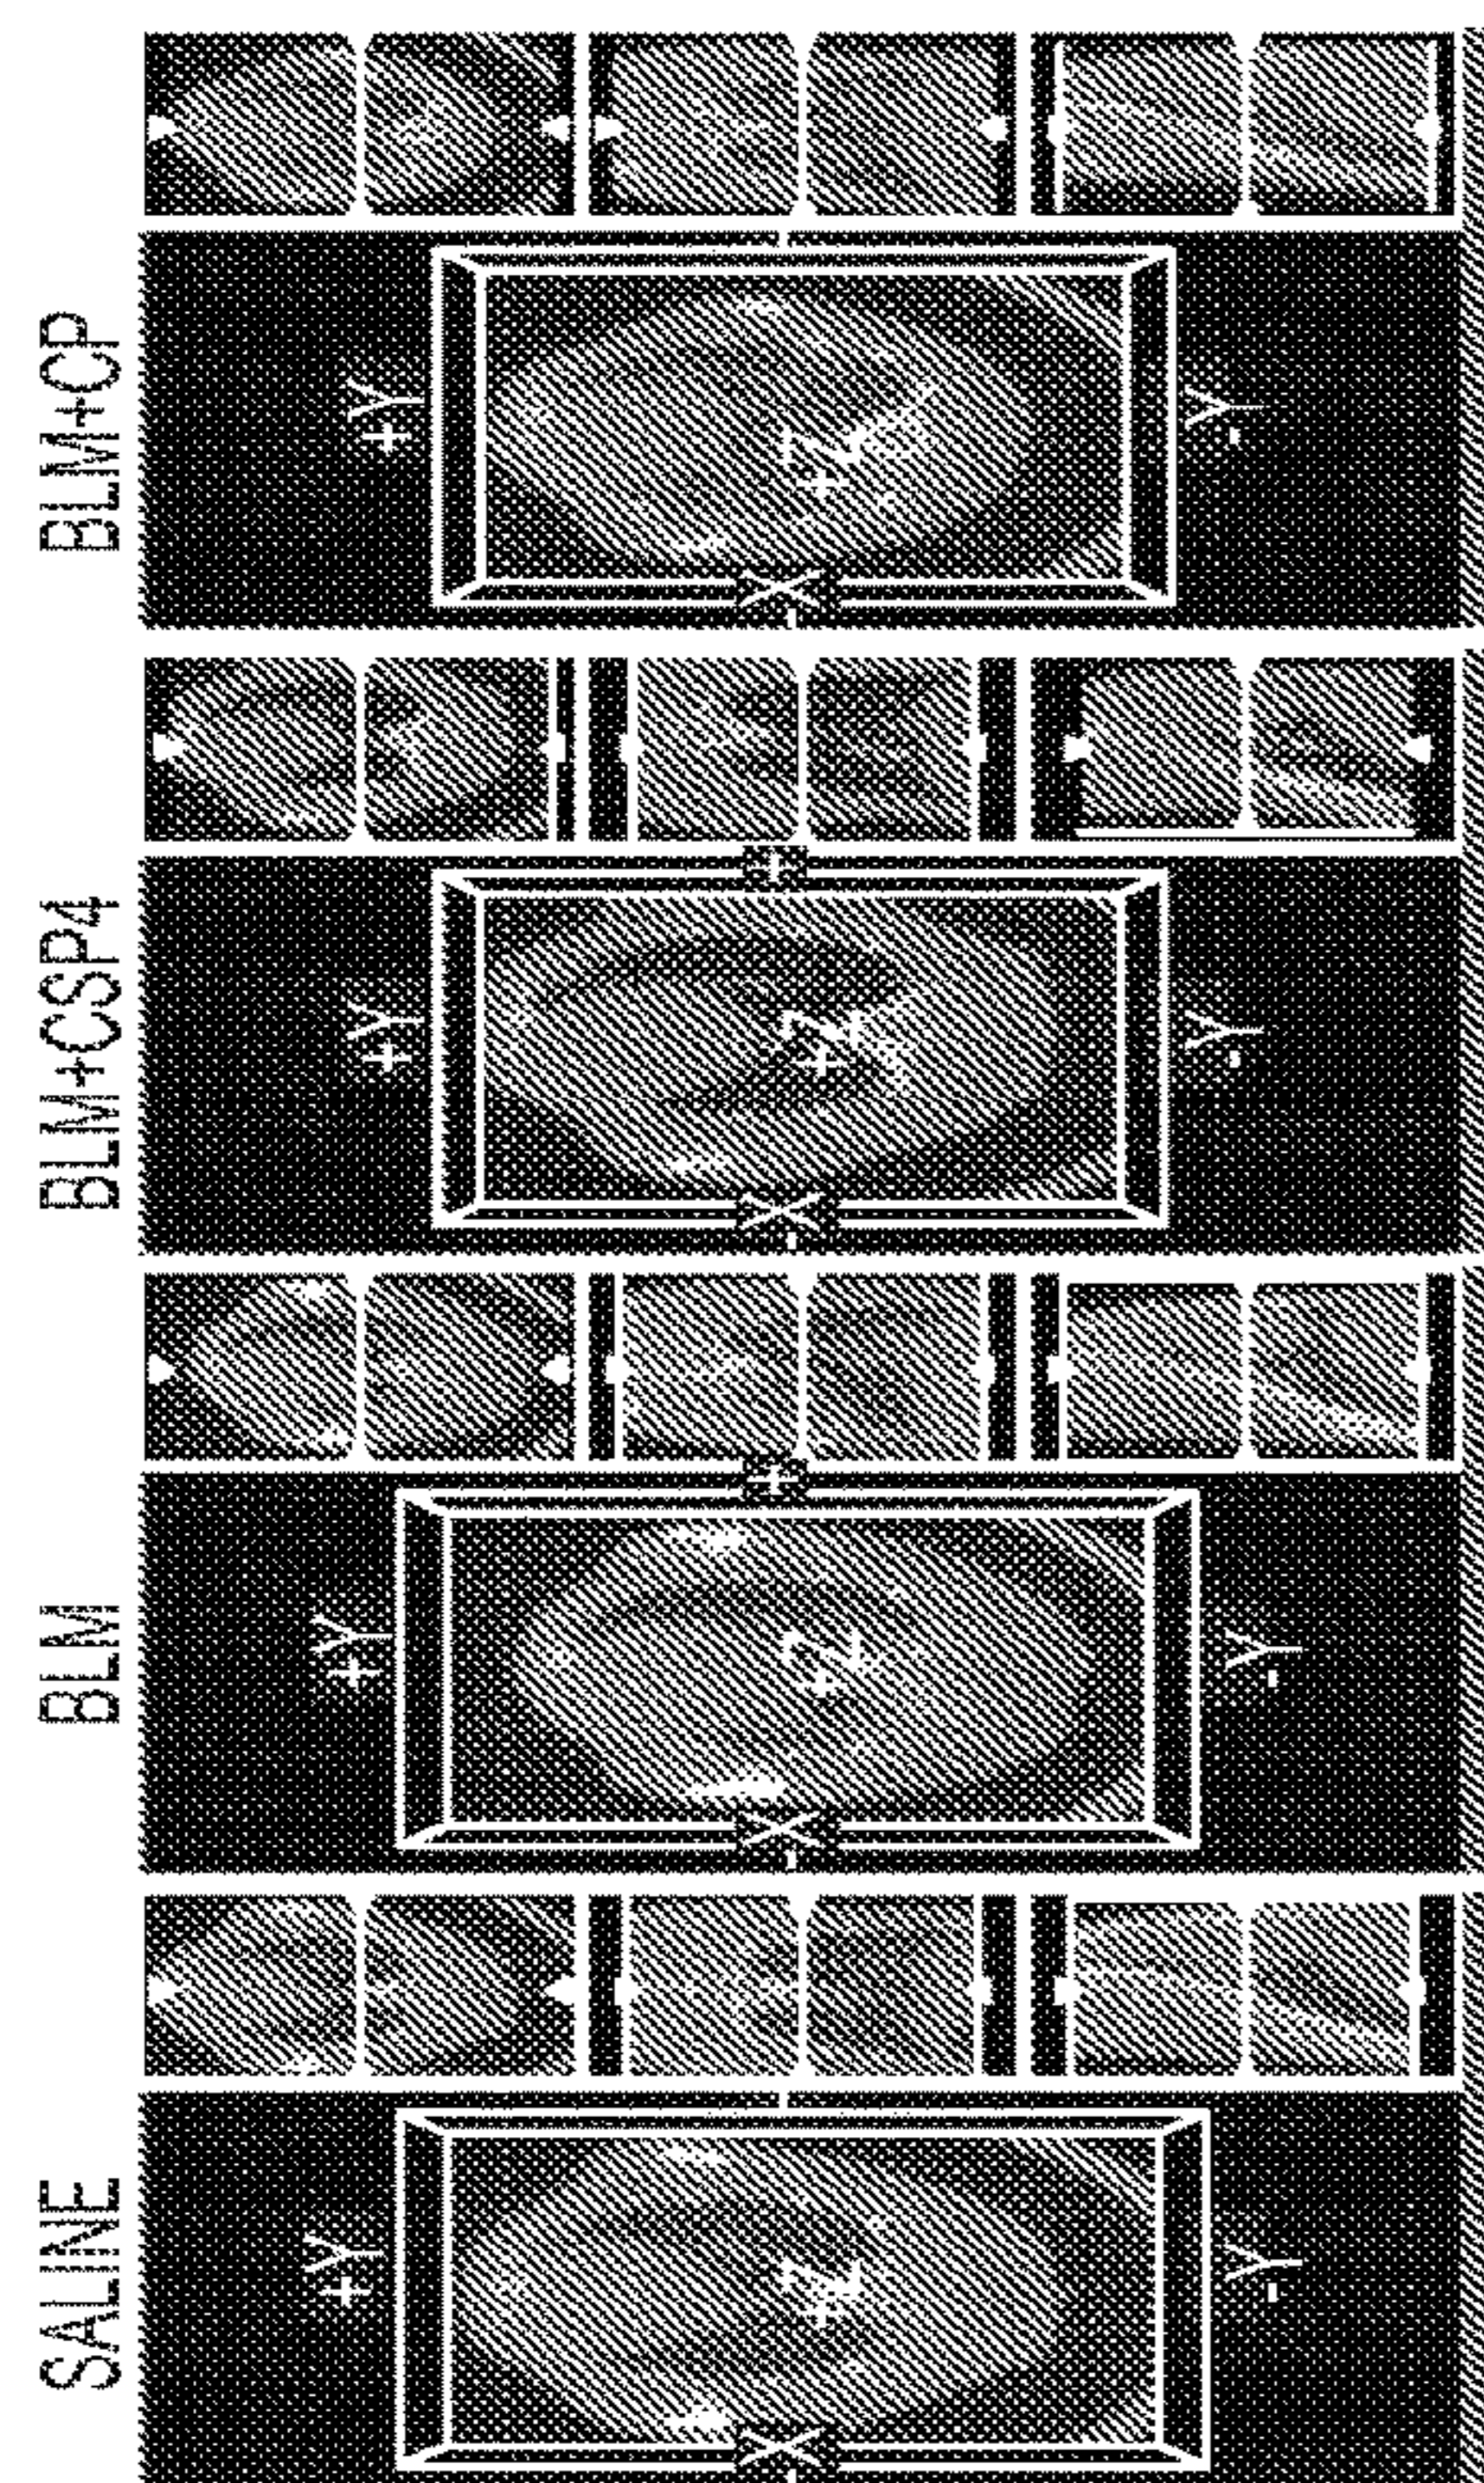 SALINE BLM BLM+CSP4 BLM+CP
+Y +Y +Y +Y
-X +Z -X +Z + -X +Z + -X +Z
-Y -Y -Y -Y